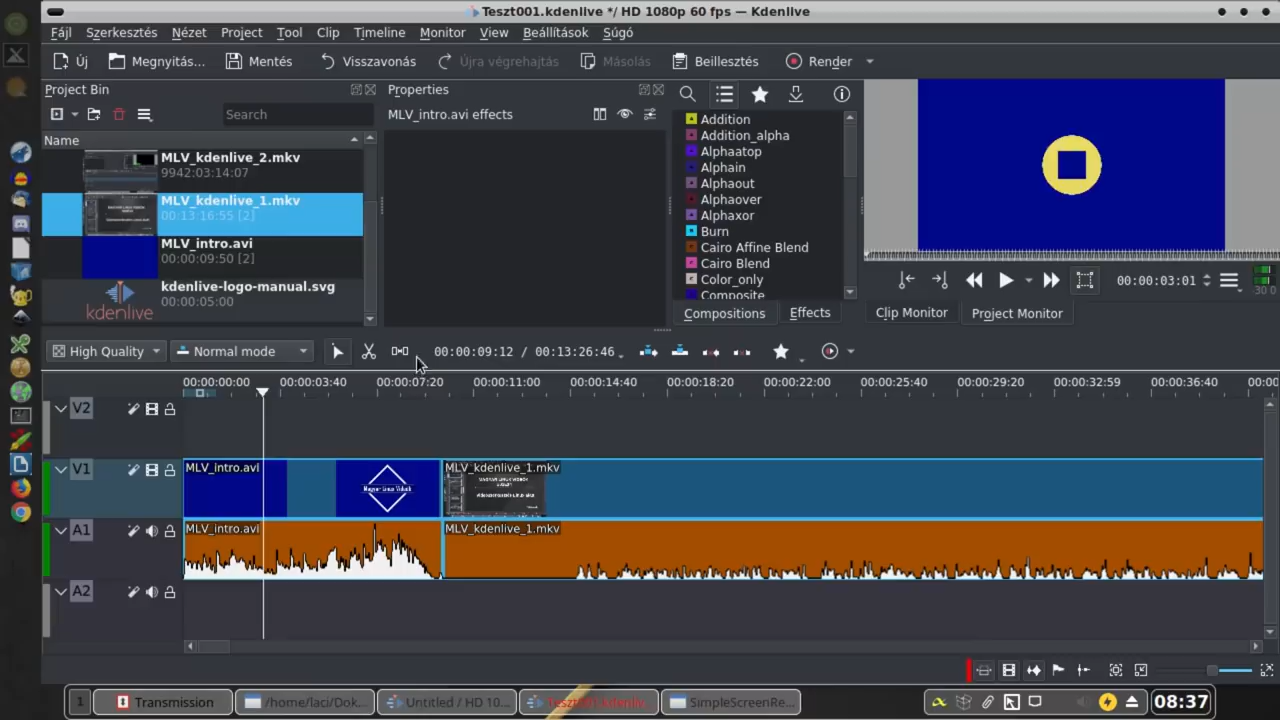 Teszt001.kdenlive */ HD 1080p 60 fps — Kdenlive
Fájl Szerkesztés Nézet Project Tool Clip Timeline Monitor View Beállítások Súgó
Új Megnyitás... Mentés Visszavonás Újra végrehajtás Másolás Beillesztés Render
Project Bin
Search
Name
MLV_kdenlive_2.mkv
9942:03:14:07
MLV_kdenlive_1.mkv
00:13:16:55 [2]
MLV_intro.avi
00:00:09:50 [2]
kdenlive-logo-manual.svg
00:00:05:00
kdenlive
Properties
MLV_intro.avi effects
Addition
Addition_alpha
Alphaatop
Alphain
Alphaout
Alphaover
Alphaxor
Burn
Cairo Affine Blend
Cairo Blend
Color_only
Composite
Compositions Effects
00:00:03:01
30 0
Clip Monitor Project Monitor
High Quality Normal mode 00:00:09:12 / 00:13:26:46
00:00:00:00 00:00:03:40 00:00:07:20 00:00:11:00 00:00:14:40 00:00:18:20 00:00:22:00 00:00:25:40 00:00:29:20 00:00:32:59 00:00:36:40 00:00
V2
V1 MLV_intro.avi MLV_kdenlive_1.mkv
Magyar Linux Videók
A1 MLV_intro.avi MLV_kdenlive_1.mkv
A2
1 Transmission /home/laci/Dok... Untitled / HD 10... Teszt001.kdenliv... SimpleScreenRe... 08:37